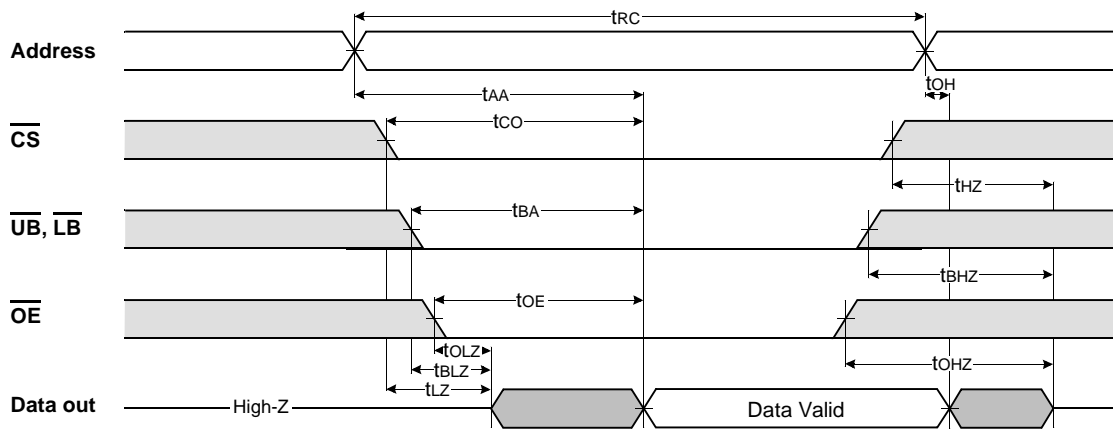 tRC
Address
tOH
tAA
tCO
CS
tHZ
tBA
UB, LB
tBHZ
tOE
OE
tOLZ
tOHZ
tBLZ
tLZ
Data out
High-Z
Data Valid